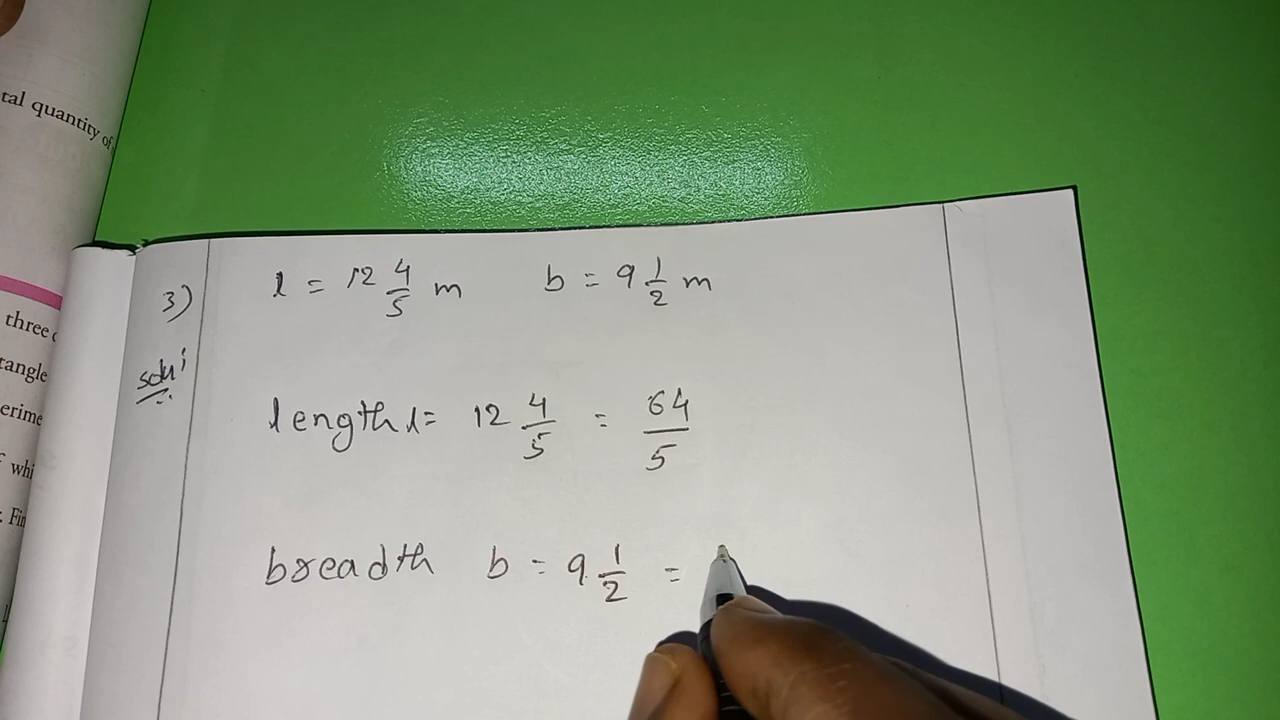 tal quantity of
three
tangle
erime
whi
Fin
3) l = 12 4/5 m b = 9 1/2 m
soln:
length l = 12 4/5 = 64/5
breadth b = 9 1/2 =